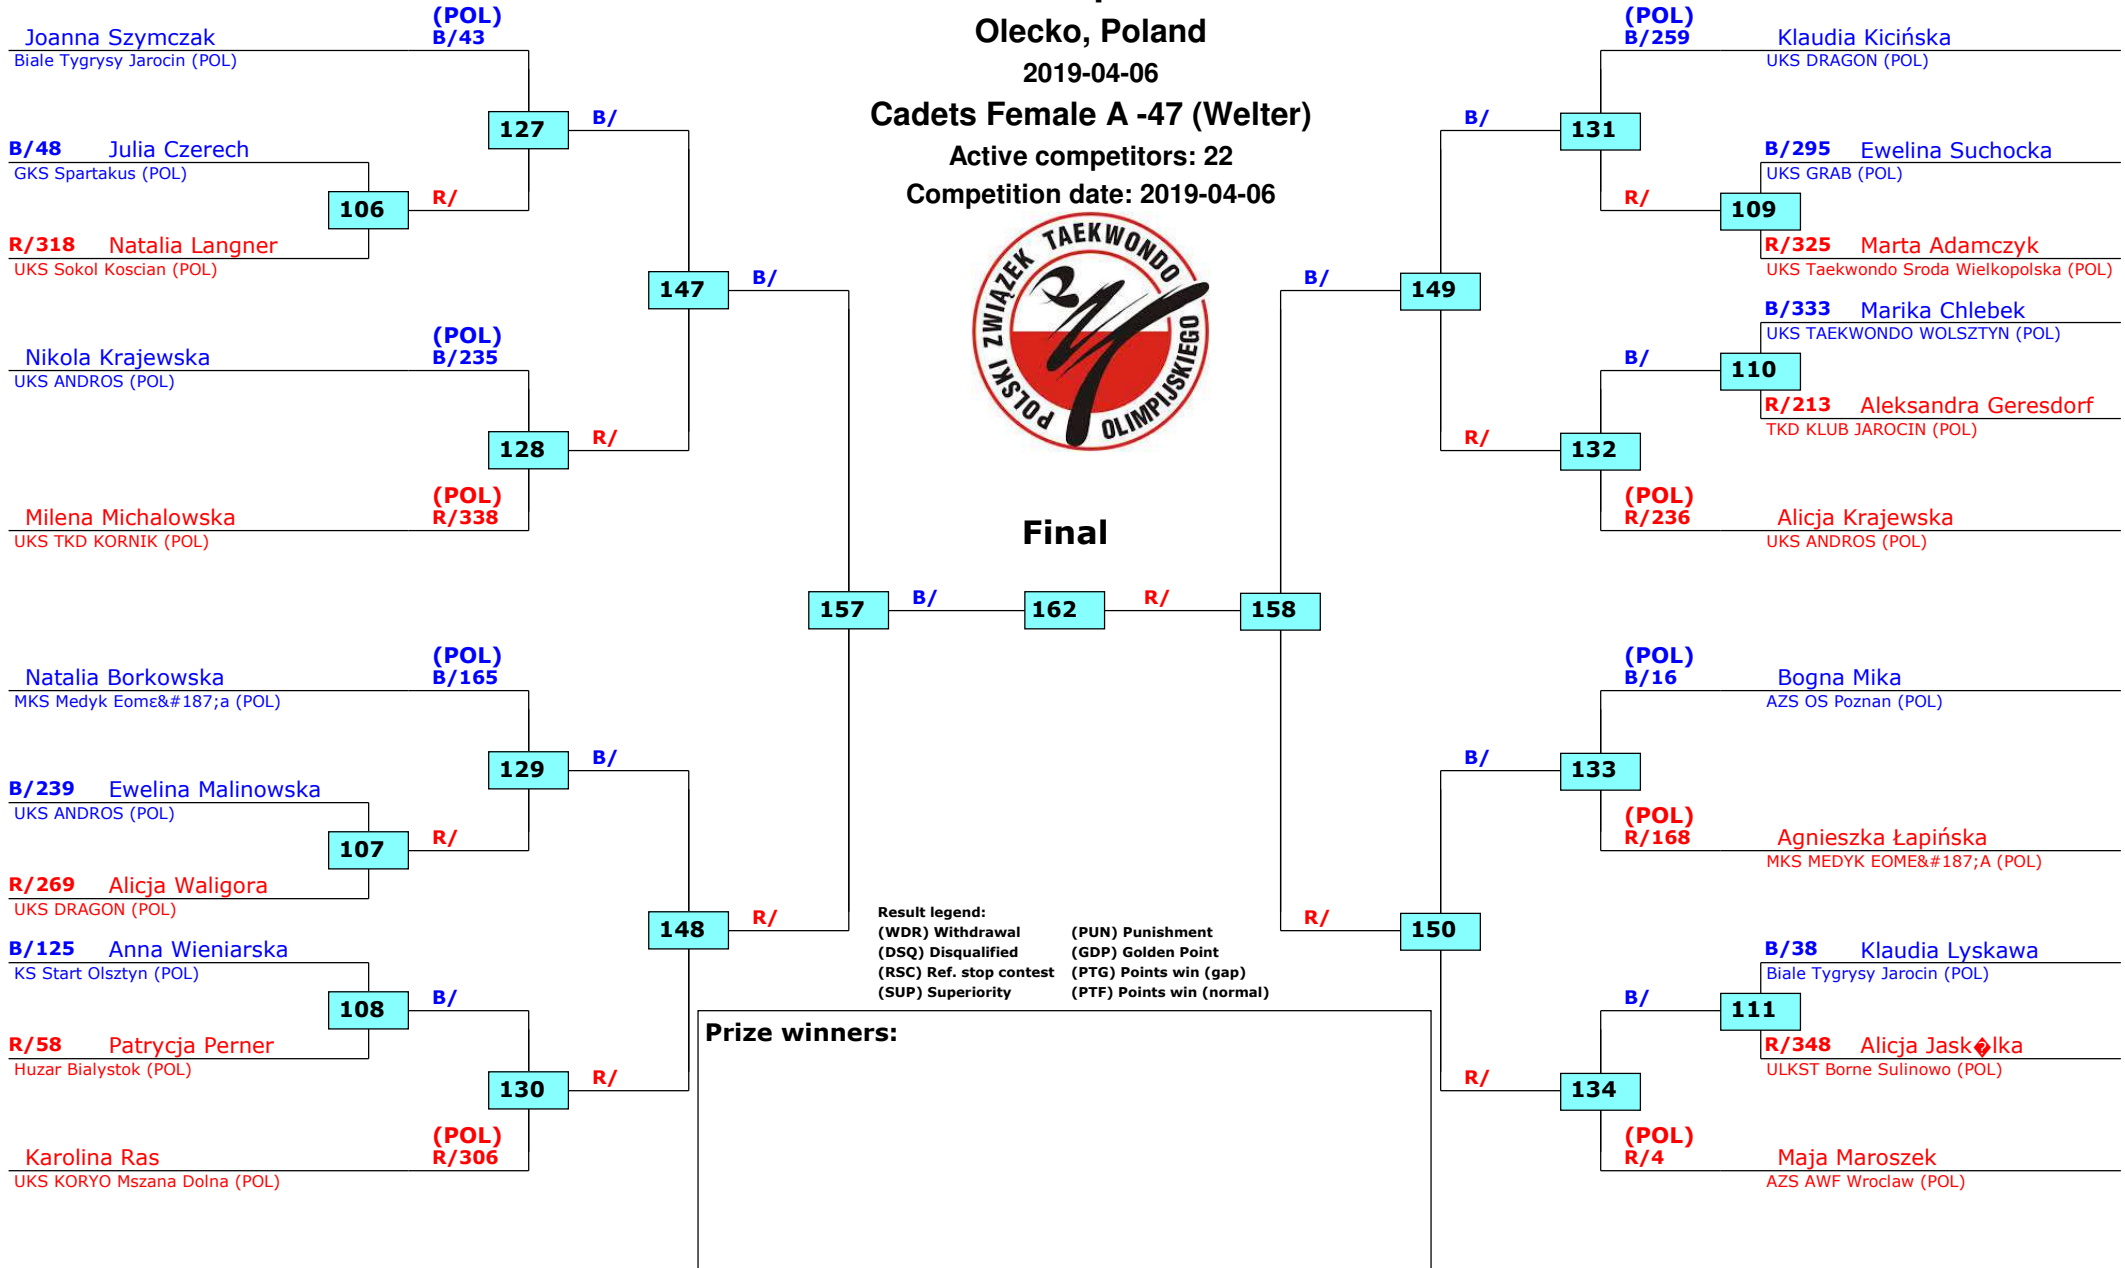 Olecko, Poland
2019-04-06
Cadets Female A -47 (Welter)
Active competitors: 22
Competition date: 2019-04-06
POLSKI ZWIĄZEK TAEKWONDO OLIMPIJSKIEGO
Final
(POL)
Joanna Szymczak B/43
Biale Tygrysy Jarocin (POL)
127 B/
B/48 Julia Czerech
GKS Spartakus (POL)
106 R/
R/318 Natalia Langner
UKS Sokol Koscian (POL)
147 B/
(POL)
Nikola Krajewska B/235
UKS ANDROS (POL)
128 R/
(POL)
Milena Michalowska R/338
UKS TKD KORNIK (POL)
157 B/ 162 R/ 158
(POL)
Natalia Borkowska B/165
MKS Medyk Eomε&#187;a (POL)
129 B/
B/239 Ewelina Malinowska
UKS ANDROS (POL)
107 R/
R/269 Alicja Waligora
UKS DRAGON (POL)
148 R/
B/125 Anna Wieniarska
KS Start Olsztyn (POL)
108 B/
R/58 Patrycja Perner
Huzar Bialystok (POL)
130 R/
(POL)
Karolina Ras R/306
UKS KORYO Mszana Dolna (POL)
(POL)
B/259 Klaudia Kicińska
UKS DRAGON (POL)
B/ 131
B/295 Ewelina Suchocka
UKS GRAB (POL)
R/ 109
R/325 Marta Adamczyk
UKS Taekwondo Sroda Wielkopolska (POL)
B/ 149
B/333 Marika Chlebek
UKS TAEKWONDO WOLSZTYN (POL)
B/ 110
R/213 Aleksandra Geresdorf
TKD KLUB JAROCIN (POL)
R/ 132
(POL)
R/236 Alicja Krajewska
UKS ANDROS (POL)
(POL)
B/16 Bogna Mika
AZS OS Poznan (POL)
B/ 133
(POL)
R/168 Agnieszka Łapińska
MKS MEDYK EOME&#187;A (POL)
R/ 150
B/38 Klaudia Lyskawa
Biale Tygrysy Jarocin (POL)
B/ 111
R/348 Alicja Jask�lka
ULKST Borne Sulinowo (POL)
R/ 134
(POL)
R/4 Maja Maroszek
AZS AWF Wroclaw (POL)
Result legend:
(WDR) Withdrawal (PUN) Punishment
(DSQ) Disqualified (GDP) Golden Point
(RSC) Ref. stop contest (PTG) Points win (gap)
(SUP) Superiority (PTF) Points win (normal)
Prize winners: